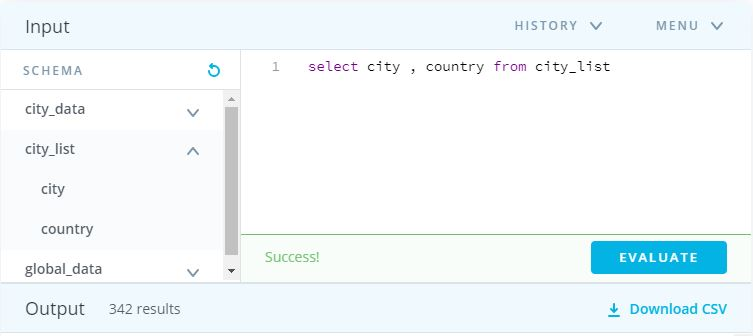 Input
HISTORY MENU
SCHEMA
1 select city , country from city_list
city_data
city_list
city
country
global_data
Success! EVALUATE
Output 342 results Download CSV